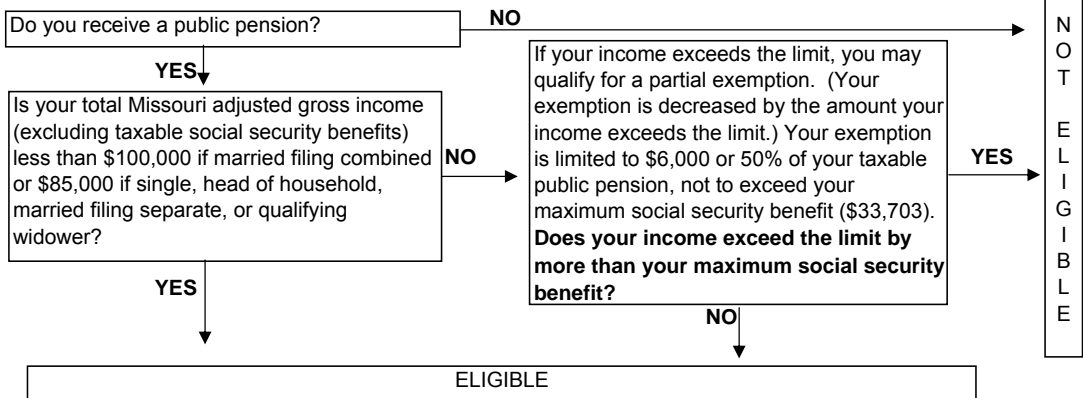 Do you receive a public pension?
NO
YES
Is your total Missouri adjusted gross income
(excluding taxable social security benefits)
less than $100,000 if married filing combined
or $85,000 if single, head of household,
married filing separate, or qualifying
widower?
NO
If your income exceeds the limit, you may
qualify for a partial exemption.  (Your
exemption is decreased by the amount your
income exceeds the limit.) Your exemption
is limited to $6,000 or 50% of your taxable
public pension, not to exceed your
maximum social security benefit ($33,703).
Does your income exceed the limit by
more than your maximum social security
benefit?
YES
YES
NO
N
O
T
E
L
I
G
I
B
L
E
ELIGIBLE